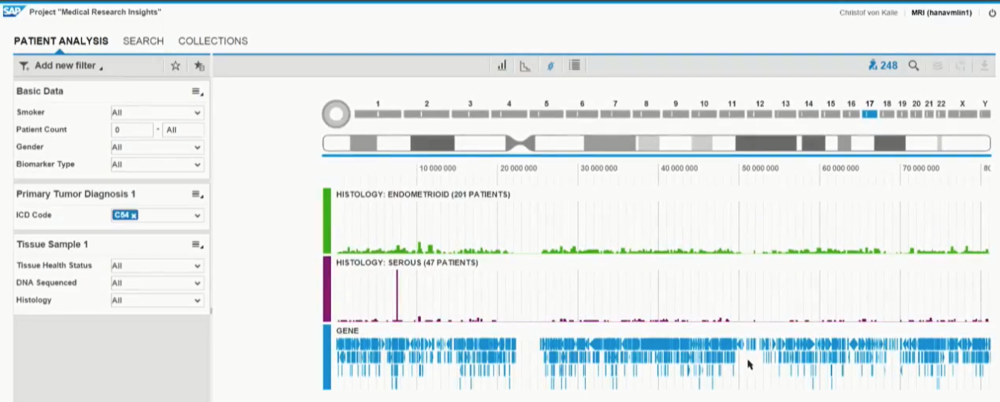 SAP Project "Medical Research Insights"
Christof von Kalle MRI (hanavmlin1)
PATIENT ANALYSIS SEARCH COLLECTIONS
Add new filter
248
Basic Data
Smoker All
Patient Count 0 - All
Gender All
Biomarker Type All
Primary Tumor Diagnosis 1
ICD Code C54 x
Tissue Sample 1
Tissue Health Status All
DNA Sequenced All
Histology All
1 2 3 4 5 6 7 8 9 10 11 12 13 14 15 16 17 18 19 20 21 22 X Y
10 000 000 20 000 000 30 000 000 40 000 000 50 000 000 60 000 000 70 000 000
HISTOLOGY: ENDOMETRIOID (201 PATIENTS)
HISTOLOGY: SEROUS (47 PATIENTS)
GENE